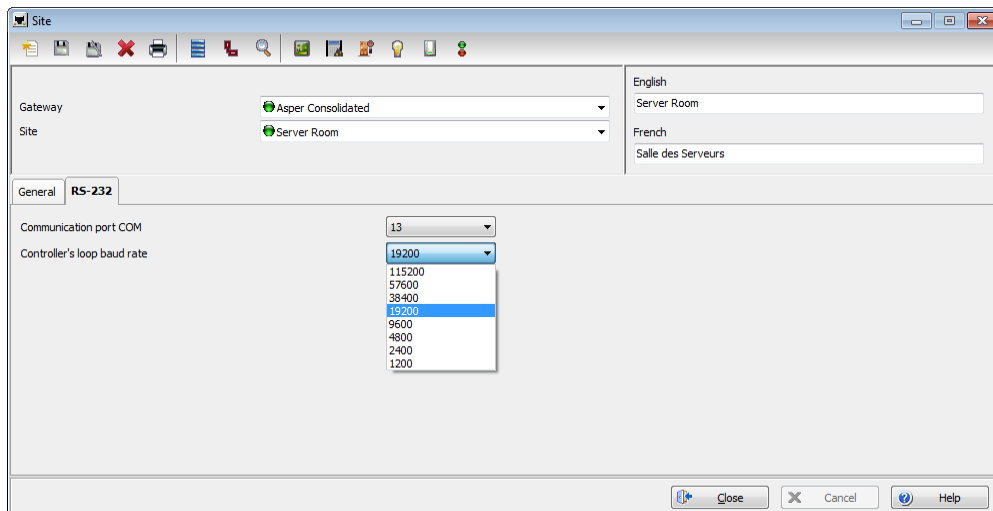 Site
English
Gateway
Asper Consolidated
Server Room
Site
Server Room
French
Salle des Serveurs
General
RS-232
Communication port COM
13
Controller's loop baud rate
19200
115200
57600
38400
19200
9600
4800
2400
1200
Close
Cancel
Help